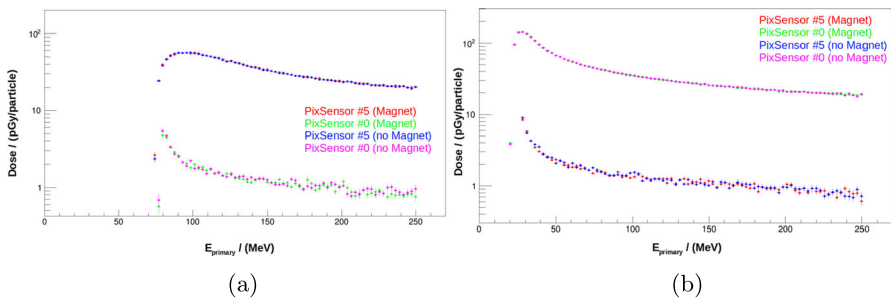 Dose / (pGy/particle)
10²
10
1
PixSensor #5 (Magnet)
PixSensor #0 (Magnet)
PixSensor #5 (no Magnet)
PixSensor #0 (no Magnet)
0 50 100 150 200 250
E_primary / (MeV)
(a)
Dose / (pGy/particle)
10²
10
1
PixSensor #5 (Magnet)
PixSensor #0 (Magnet)
PixSensor #5 (no Magnet)
PixSensor #0 (no Magnet)
0 50 100 150 200 250
E_primary / (MeV)
(b)